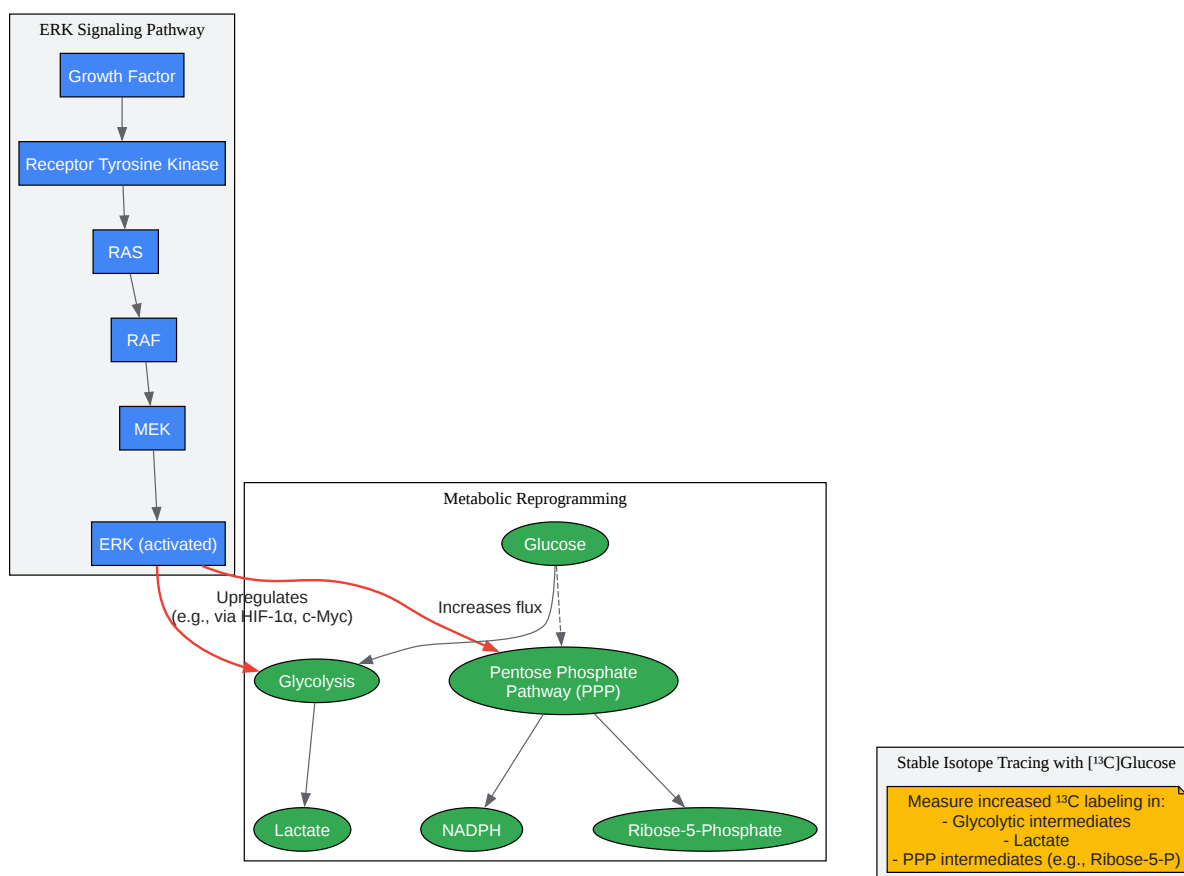 ERK Signaling Pathway
Growth Factor
Receptor Tyrosine Kinase
RAS
RAF
MEK
ERK (activated)
Metabolic Reprogramming
Glucose
Upregulates
(e.g., via HIF-1α, c-Myc)
Increases flux
Glycolysis
Pentose Phosphate
Pathway (PPP)
Lactate
NADPH
Ribose-5-Phosphate
Stable Isotope Tracing with [¹³C]Glucose
Measure increased ¹³C labeling in:
- Glycolytic intermediates
- Lactate
- PPP intermediates (e.g., Ribose-5-P)